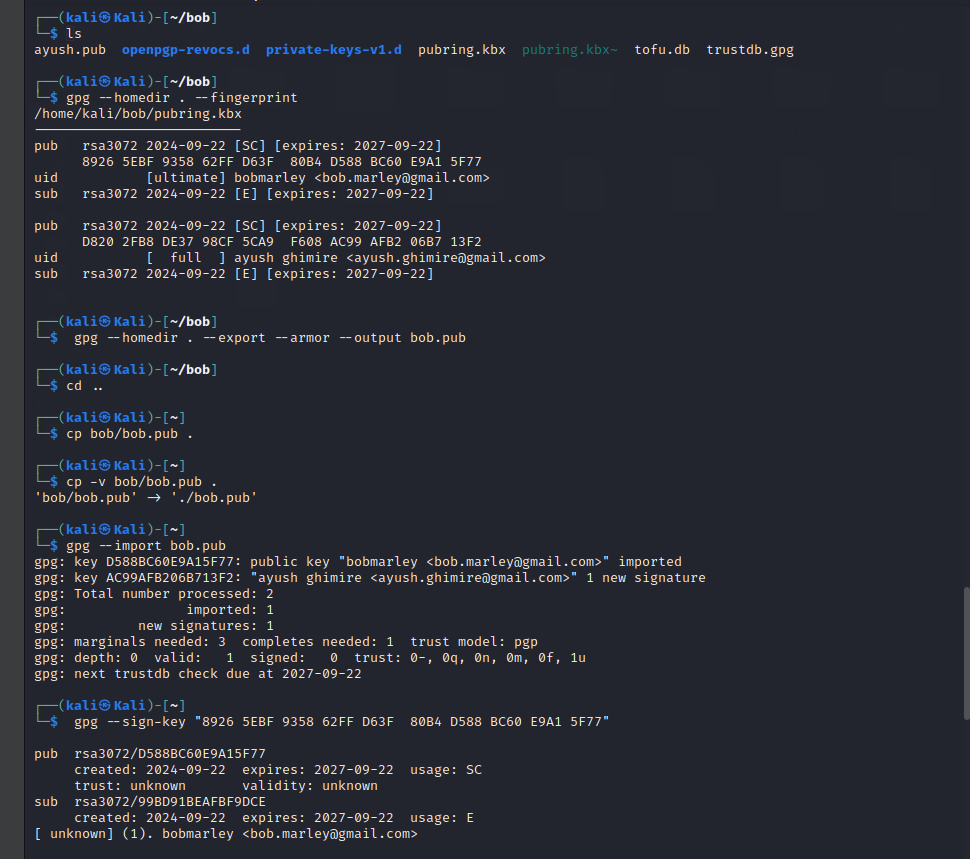 ┌──(kali㉿Kali)-[~/bob]
└─$ ls
ayush.pub  openpgp-revocs.d  private-keys-v1.d  pubring.kbx  pubring.kbx~  tofu.db  trustdb.gpg
┌──(kali㉿Kali)-[~/bob]
└─$ gpg --homedir . --fingerprint
/home/kali/bob/pubring.kbx
--------------------------
pub   rsa3072 2024-09-22 [SC] [expires: 2027-09-22]
      8926 5EBF 9358 62FF D63F  80B4 D588 BC60 E9A1 5F77
uid           [ultimate] bobmarley <bob.marley@gmail.com>
sub   rsa3072 2024-09-22 [E] [expires: 2027-09-22]
pub   rsa3072 2024-09-22 [SC] [expires: 2027-09-22]
      D820 2FB8 DE37 98CF 5CA9  F608 AC99 AFB2 06B7 13F2
uid           [  full  ] ayush ghimire <ayush.ghimire@gmail.com>
sub   rsa3072 2024-09-22 [E] [expires: 2027-09-22]
┌──(kali㉿Kali)-[~/bob]
└─$  gpg --homedir . --export --armor --output bob.pub
┌──(kali㉿Kali)-[~/bob]
└─$ cd ..
┌──(kali㉿Kali)-[~]
└─$ cp bob/bob.pub .
┌──(kali㉿Kali)-[~]
└─$ cp -v bob/bob.pub .
'bob/bob.pub' -> './bob.pub'
┌──(kali㉿Kali)-[~]
└─$ gpg --import bob.pub
gpg: key D588BC60E9A15F77: public key "bobmarley <bob.marley@gmail.com>" imported
gpg: key AC99AFB206B713F2: "ayush ghimire <ayush.ghimire@gmail.com>" 1 new signature
gpg: Total number processed: 2
gpg:               imported: 1
gpg:         new signatures: 1
gpg: marginals needed: 3  completes needed: 1  trust model: pgp
gpg: depth: 0  valid:   1  signed:   0  trust: 0-, 0q, 0n, 0m, 0f, 1u
gpg: next trustdb check due at 2027-09-22
┌──(kali㉿Kali)-[~]
└─$  gpg --sign-key "8926 5EBF 9358 62FF D63F  80B4 D588 BC60 E9A1 5F77"
pub  rsa3072/D588BC60E9A15F77
     created: 2024-09-22  expires: 2027-09-22  usage: SC
     trust: unknown       validity: unknown
sub  rsa3072/99BD91BEAFBF9DCE
     created: 2024-09-22  expires: 2027-09-22  usage: E
[ unknown] (1). bobmarley <bob.marley@gmail.com>